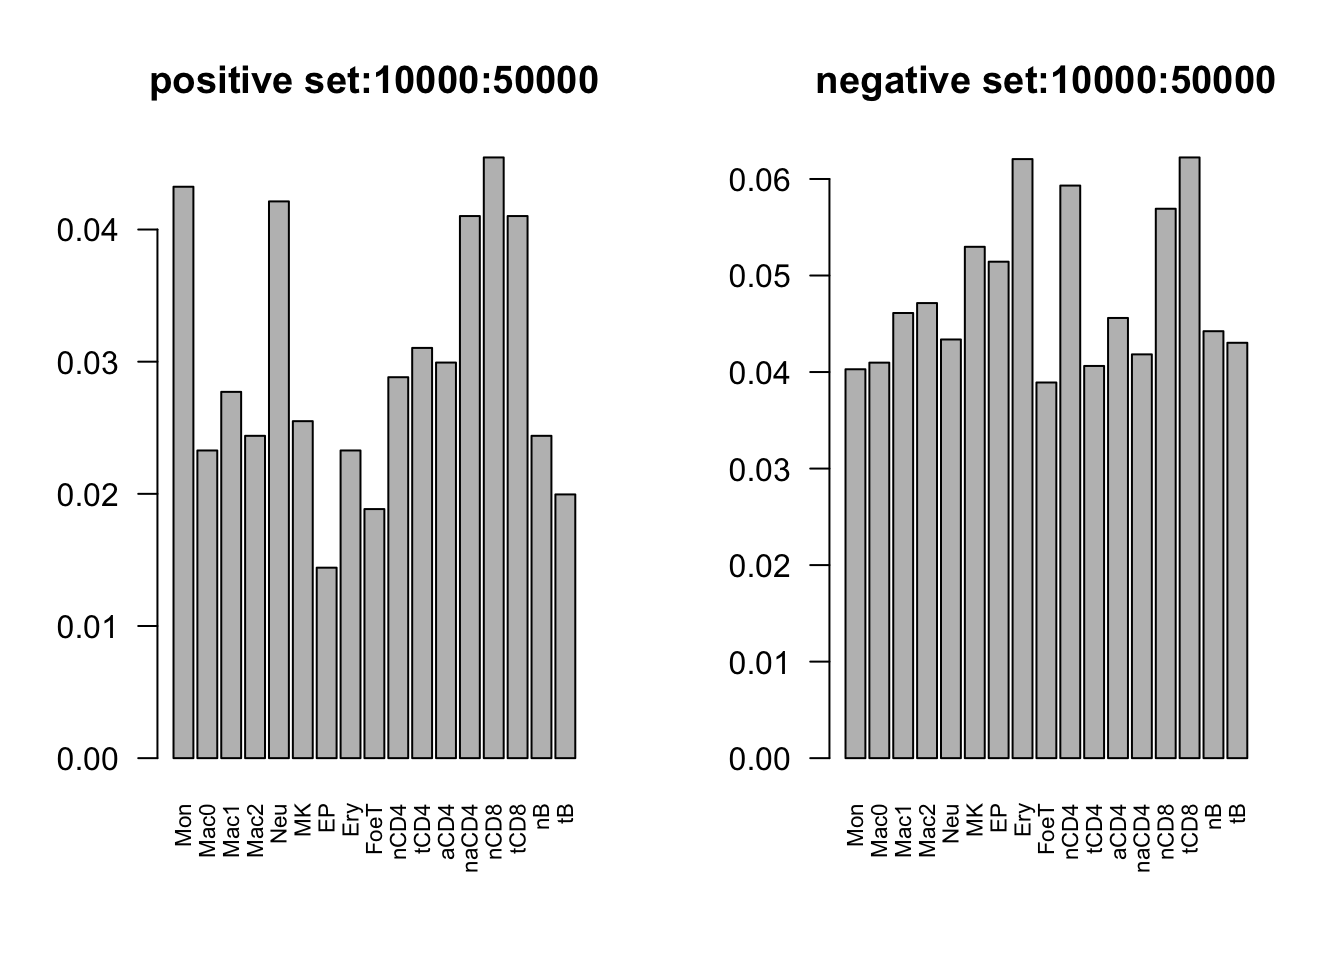 positive set:10000:50000
0.04
0.03
0.02
0.01
0.00
Mon
Mac0
Mac1
Mac2
Neu
MK
EP
Ery
FoeT
nCD4
tCD4
aCD4
naCD4
nCD8
tCD8
nB
tB
negative set:10000:50000
0.06
0.05
0.04
0.03
0.02
0.01
0.00
Mon
Mac0
Mac1
Mac2
Neu
MK
EP
Ery
FoeT
nCD4
tCD4
aCD4
naCD4
nCD8
tCD8
nB
tB